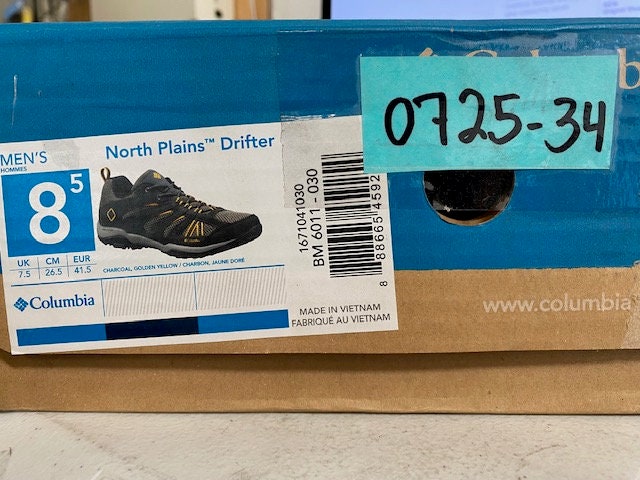 0725-34
MEN'S
HOMMES
North Plains™ Drifter
8 5
UK CM EUR
7.5 26.5 41.5
CHARCOAL, GOLDEN YELLOW / CHARBON, JAUNE DORÉ
Columbia
1671041030
BM 6011 - 030
8 88665 4592
MADE IN VIETNAM
FABRIQUÉ AU VIETNAM
www.columbia